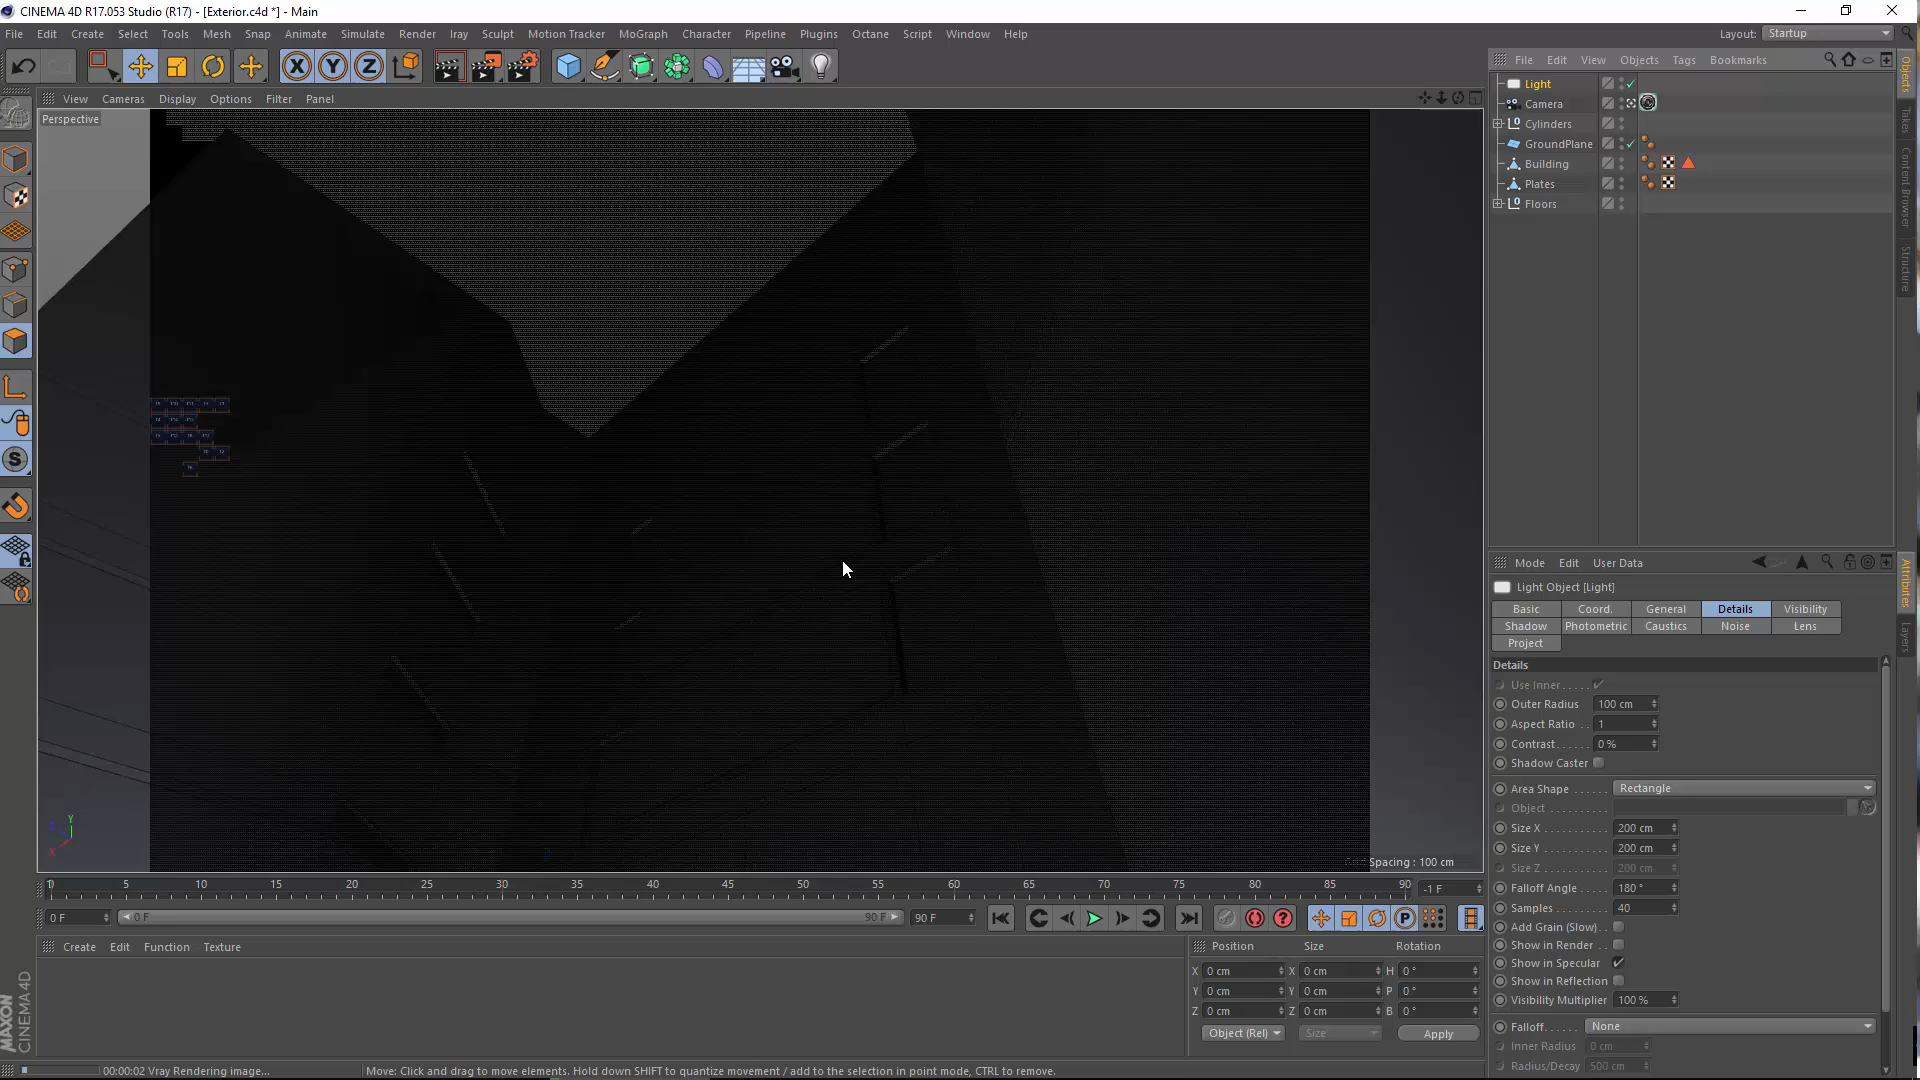 CINEMA 4D R17.053 Studio (R17) - [Exterior.c4d *] - Main
File Edit Create Select Tools Mesh Snap Animate Simulate Render Iray Sculpt Motion Tracker MoGraph Character Pipeline Plugins Octane Script Window Help
Layout: Startup
View Cameras Display Options Filter Panel
Perspective
File Edit View Objects Tags Bookmarks
Light
Camera
Cylinders
GroundPlane
Building
Plates
Floors
Objects
Takes
Content Browser
Structure
Mode Edit User Data
Light Object [Light]
Basic Coord. General Details Visibility
Shadow Photometric Caustics Noise Lens
Project
Details
Use Inner
Outer Radius 100 cm
Aspect Ratio 1
Contrast 0 %
Shadow Caster
Area Shape Rectangle
Object
Size X 200 cm
Size Y 200 cm
Size Z 200 cm
Falloff Angle 180 °
Samples 40
Add Grain (Slow)
Show in Render
Show in Specular
Show in Reflection
Visibility Multiplier 100 %
Falloff None
Inner Radius 0 cm
Radius/Decay 500 cm
Attributes
Layers
Spacing : 100 cm
Y
X
0 5 10 15 20 25 30 35 40 45 50 55 60 65 70 75 80 85 90 -1 F
0 F 0 F 90 F 90 F
Create Edit Function Texture
Position Size Rotation
X 0 cm X 0 cm H 0 °
Y 0 cm Y 0 cm P 0 °
Z 0 cm Z 0 cm B 0 °
Object (Rel) Size Apply
MAXON
CINEMA 4D
00:00:02 Vray Rendering image... Move: Click and drag to move elements. Hold down SHIFT to quantize movement / add to the selection in point mode, CTRL to remove.